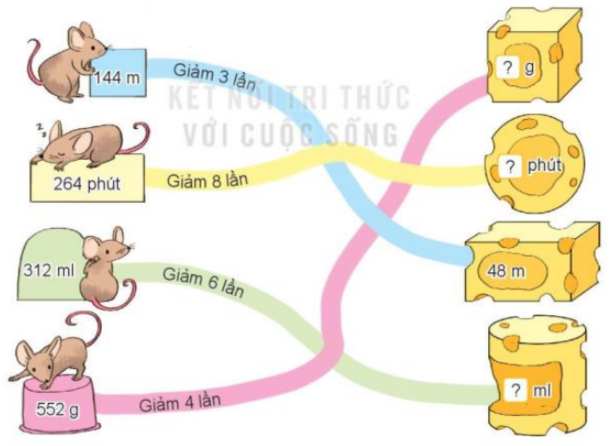 144 m
Giảm 3 lần
? g
KẾT NỐI TRI THỨC
VỚI CUỘC SỐNG
z z z
264 phút
Giảm 8 lần
? phút
312 ml
Giảm 6 lần
48 m
552 g
Giảm 4 lần
? ml